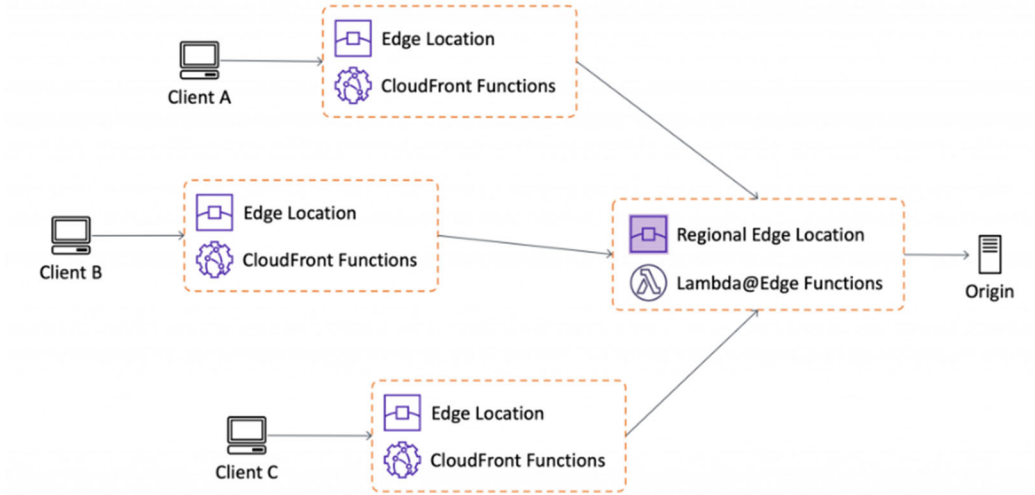 Edge Location
CloudFront Functions
Client A
Edge Location
CloudFront Functions
Client B
Regional Edge Location
Lambda@Edge Functions
Origin
Edge Location
CloudFront Functions
Client C